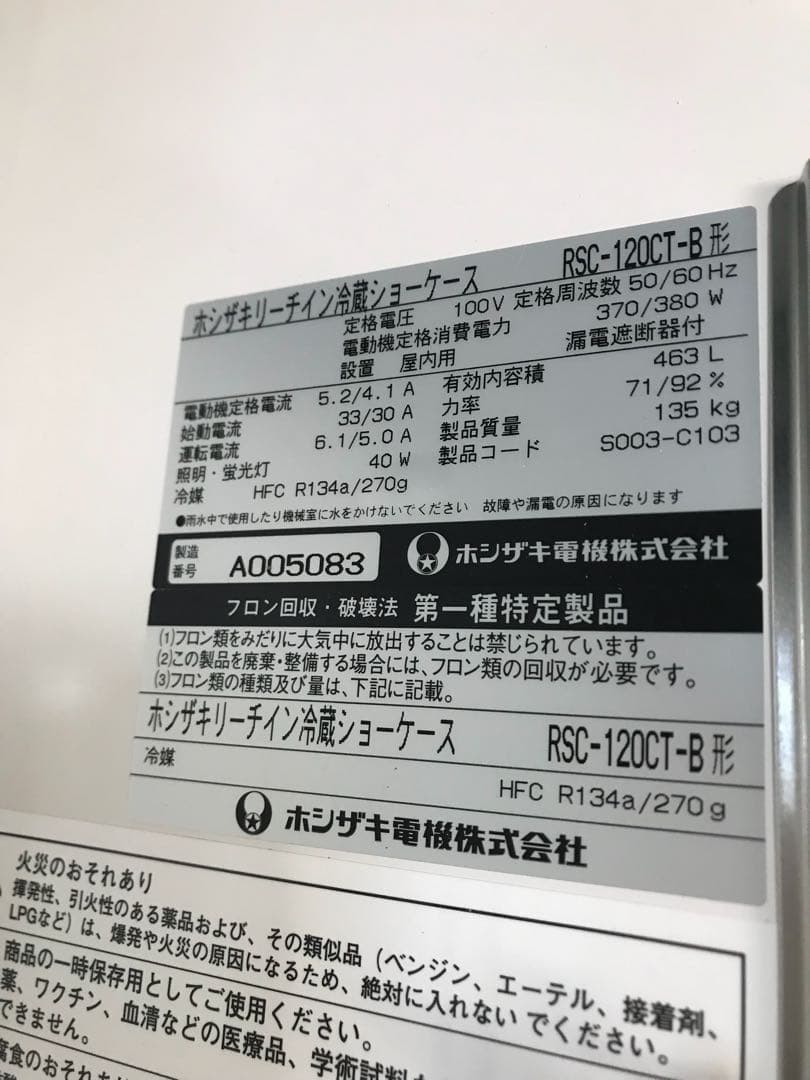 ホシザキリーチイン冷蔵ショーケース RSC-120CT-B形
定格電圧 100V 定格周波数 50/60Hz
電動機定格消費電力 370/380 W
設置 屋内用 漏電遮断器付
電動機定格電流 5.2/4.1 A 有効内容積 463 L
始動電流 33/30 A 力率 71/92 %
運転電流 6.1/5.0 A 製品質量 135 kg
照明・蛍光灯 40 W 製品コード S003-C103
冷媒 HFC R134a/270g
●雨水中で使用したり機械室に水をかけないでください 故障や漏電の原因になります
製造番号 A005083 ホシザキ電機株式会社
フロン回収・破壊法 第一種特定製品
(1)フロン類をみだりに大気中に放出することは禁じられています。
(2)この製品を廃棄・整備する場合には、フロン類の回収が必要です。
(3)フロン類の種類及び量は、下記に記載。
ホシザキリーチイン冷蔵ショーケース RSC-120CT-B形
冷媒 HFC R134a/270g
ホシザキ電機株式会社
火災のおそれあり
揮発性、引火性のある薬品および、その類似品(ベンジン、エーテル、接着剤、
LPGなど)は、爆発や火災の原因になるため、絶対に入れないでください。
商品の一時保存用としてご使用ください。
薬、ワクチン、血清などの医薬品、学術試料
できません。
腐食のおそれあり